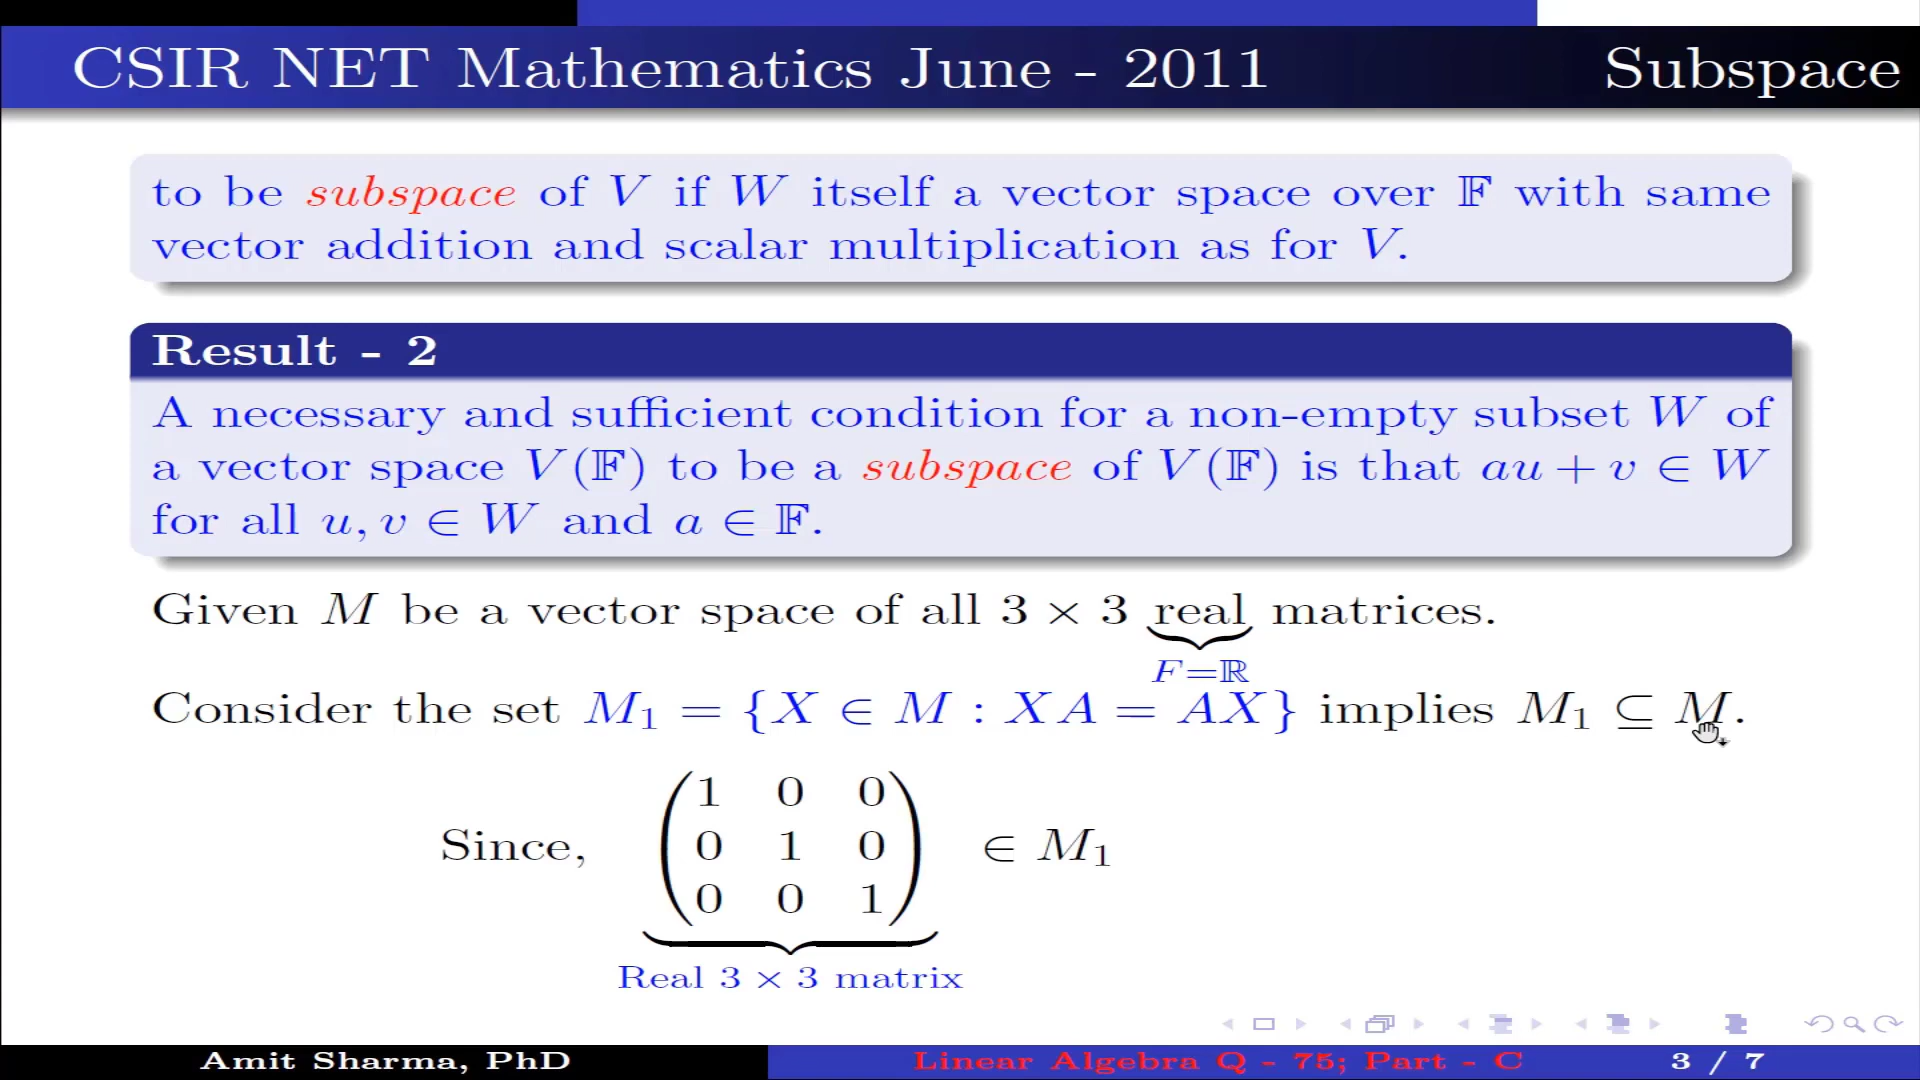 CSIR NET Mathematics June - 2011 Subspace
to be subspace of V if W itself a vector space over 𝔽 with same
vector addition and scalar multiplication as for V.
Result - 2
A necessary and sufficient condition for a non-empty subset W of
a vector space V(𝔽) to be a subspace of V(𝔽) is that au + v ∈ W
for all u, v ∈ W and a ∈ 𝔽.
Given M be a vector space of all 3 × 3 real matrices.
F=ℝ
Consider the set M₁ = {X ∈ M : XA = AX} implies M₁ ⊆ M.
1 0 0
Since, 0 1 0 ∈ M₁
0 0 1
Real 3 × 3 matrix
Amit Sharma, PhD Linear Algebra Q - 75; Part - C 3 / 7